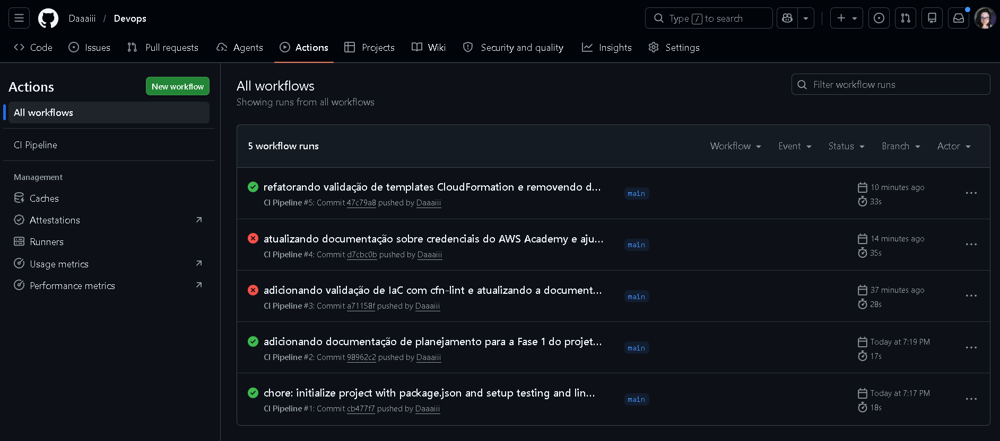 Daaaiii / Devops
Type / to search
Code
Issues
Pull requests
Agents
Actions
Projects
Wiki
Security and quality
Insights
Settings
Actions
New workflow
All workflows
CI Pipeline
Management
Caches
Attestations
Runners
Usage metrics
Performance metrics
All workflows
Showing runs from all workflows
Filter workflow runs
5 workflow runs
Workflow
Event
Status
Branch
Actor
refatorando validação de templates CloudFormation e removendo d...
CI Pipeline #5: Commit 47c79a8 pushed by Daaaiii
main
10 minutes ago
33s
atualizando documentação sobre credenciais do AWS Academy e aju...
CI Pipeline #4: Commit d7cbc0b pushed by Daaaiii
main
14 minutes ago
35s
adicionando validação de IaC com cfn-lint e atualizando a document...
CI Pipeline #3: Commit a71158f pushed by Daaaiii
main
37 minutes ago
28s
adicionando documentação de planejamento para a Fase 1 do projet...
CI Pipeline #2: Commit 98962c2 pushed by Daaaiii
main
Today at 7:19 PM
17s
chore: initialize project with package.json and setup testing and lin...
CI Pipeline #1: Commit cb477f7 pushed by Daaaiii
main
Today at 7:17 PM
18s